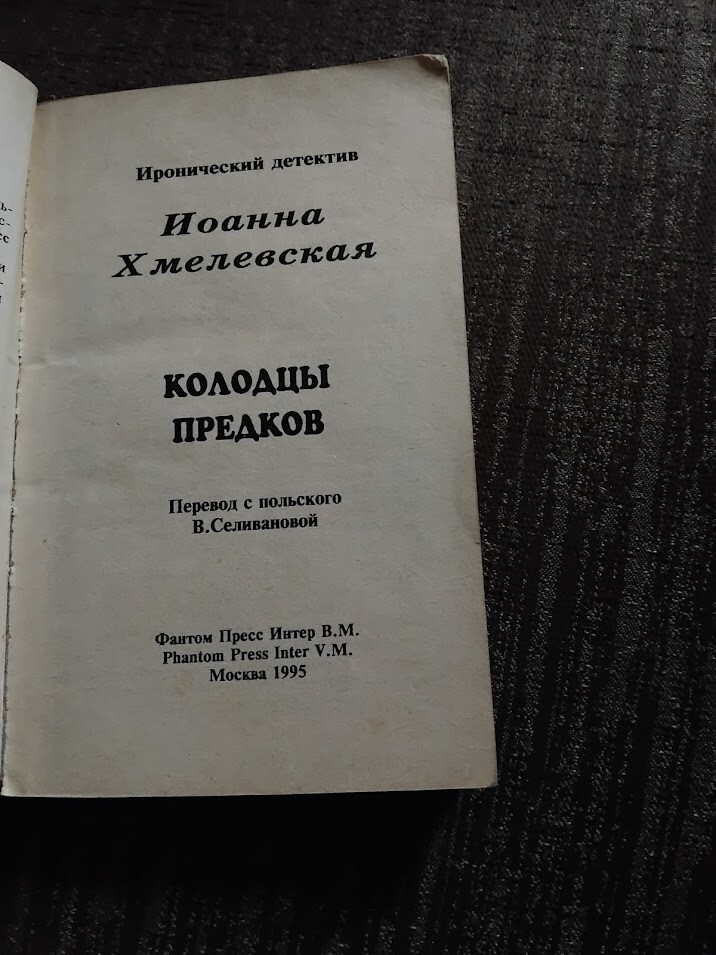 Иронический детектив
Иоанна
Хмелевская
КОЛОДЦЫ
ПРЕДКОВ
Перевод с польского
В.Селивановой
Фантом Пресс Интер В.М.
Phantom Press Inter V.M.
Москва 1995